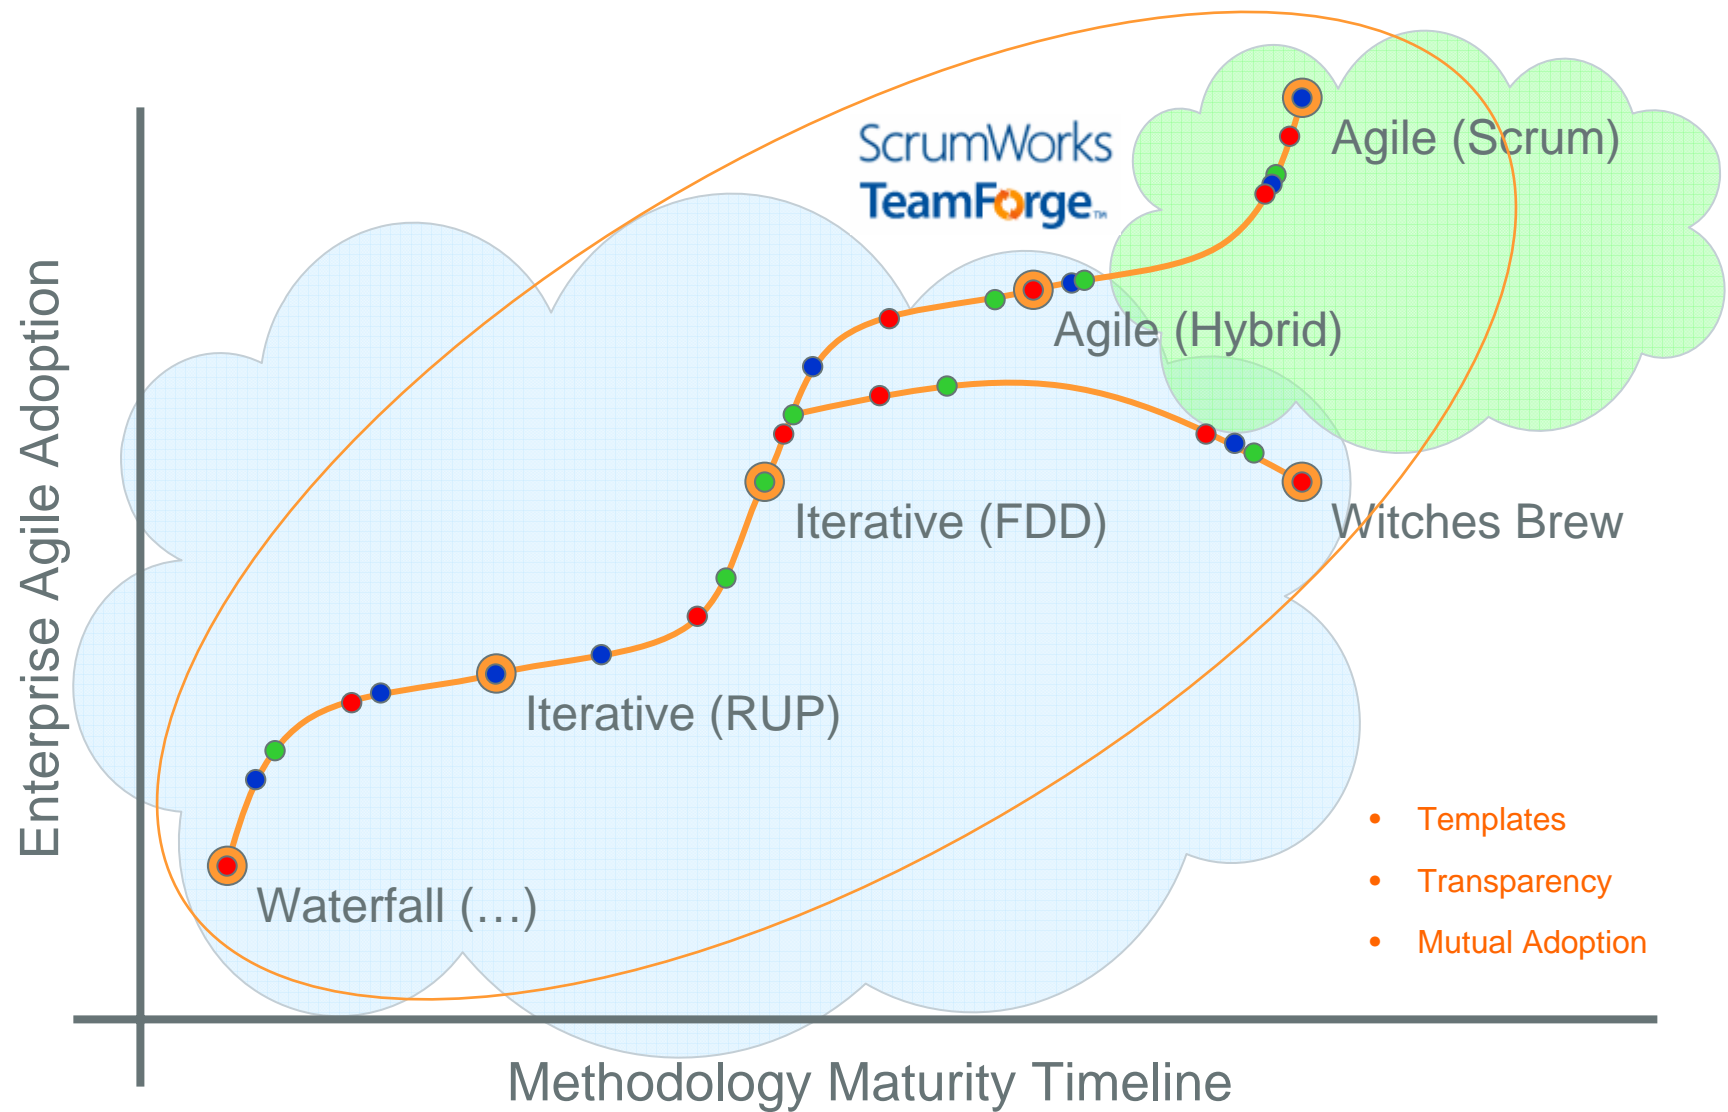 ScrumWorks
TeamForge™
Agile (Scrum)
Agile (Hybrid)
Iterative (FDD)
Witches Brew
Iterative (RUP)
Waterfall (…)
Enterprise Agile Adoption
• Templates
• Transparency
• Mutual Adoption
Methodology Maturity Timeline